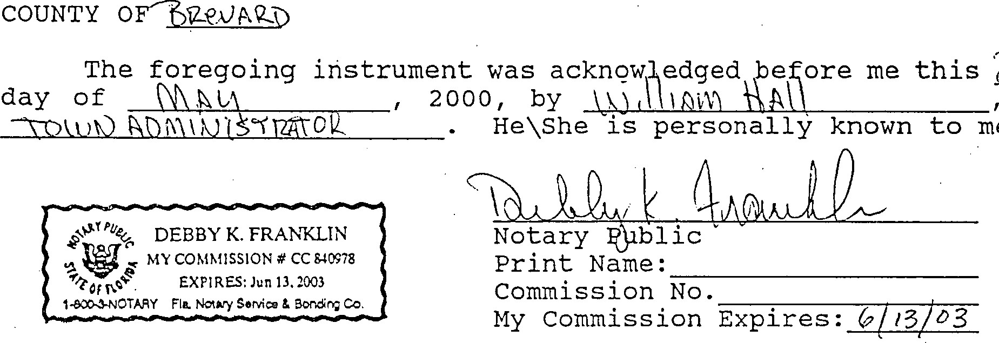 COUNTY OF BREVARD
The foregoing instrument was acknowledged before me this
day of MAY, 2000, by William Hall,
TOWN ADMINISTRATOR. He\She is personally known to me
Debby K. Franklin
Notary Public
Print Name:
Commission No.
My Commission Expires: 6/13/03
NOTARY PUBLIC
STATE OF FLORIDA
DEBBY K. FRANKLIN
MY COMMISSION # CC 840978
EXPIRES: Jun 13, 2003
1-800-3-NOTARY Fla. Notary Service & Bonding Co.